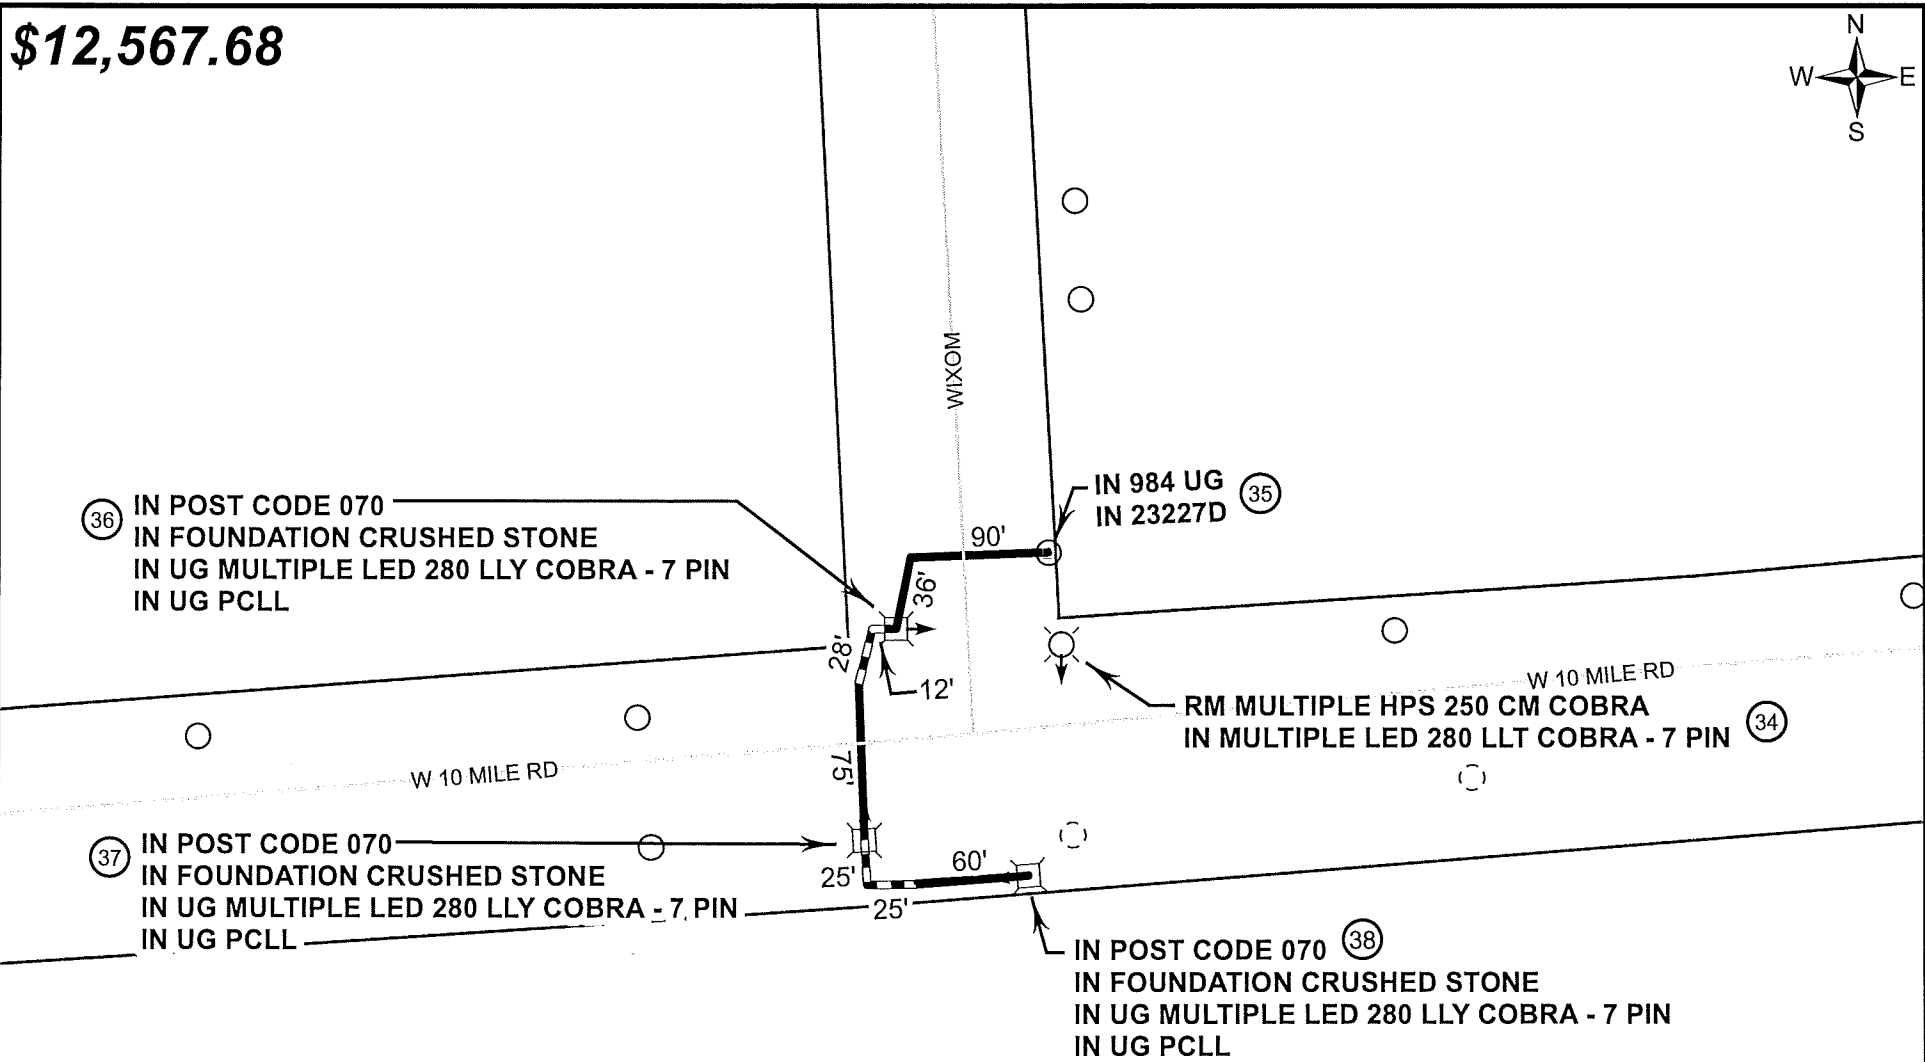 $12,567.68
N
W E
S
WIXOM
IN 984 UG
IN 23227D
35
36
IN POST CODE 070
IN FOUNDATION CRUSHED STONE
IN UG MULTIPLE LED 280 LLY COBRA - 7 PIN
IN UG PCLL
90'
36'
28'
12'
W 10 MILE RD
RM MULTIPLE HPS 250 CM COBRA
IN MULTIPLE LED 280 LLT COBRA - 7 PIN
34
W 10 MILE RD
75'
37
IN POST CODE 070
IN FOUNDATION CRUSHED STONE
IN UG MULTIPLE LED 280 LLY COBRA - 7 PIN
IN UG PCLL
25'
60'
25'
IN POST CODE 070
38
IN FOUNDATION CRUSHED STONE
IN UG MULTIPLE LED 280 LLY COBRA - 7 PIN
IN UG PCLL